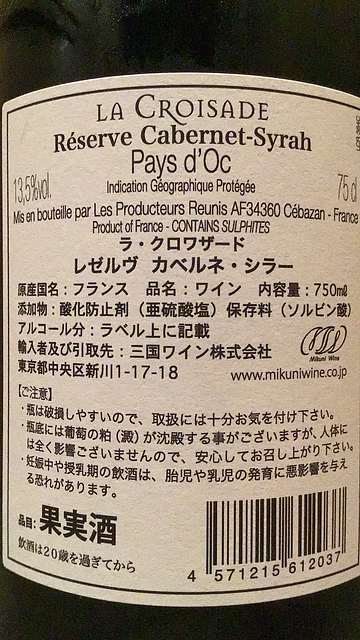 LA CROISADE
Réserve Cabernet-Syrah
Pays d'Oc
13,5%vol.
Indication Géographique Protégée
75 cl
Mis en bouteille par Les Producteurs Reunis AF34360 Cébazan - France
Product of France - CONTAINS SULPHITES
ラ・クロワザード
レゼルヴ カベルネ・シラー
原産国名：フランス 品名：ワイン 内容量：750㎖
添加物：酸化防止剤（亜硫酸塩）保存料（ソルビン酸）
アルコール分：ラベル上に記載
輸入者及び引取先：三国ワイン株式会社
Mikuni Wine
東京都中央区新川1-17-18
www.mikuniwine.co.jp
【ご注意】
・瓶は破損しやすいので、取扱には十分お気を付け下さい。
・瓶底には葡萄の粕（澱）が沈殿する事がございますが、人体に
は全く影響ございませんので、安心してお召し上がり下さい。
・妊娠中や授乳期の飲酒は、胎児や乳児の発育に悪影響を与え
る恐れがあります。
品目：果実酒
飲酒は20歳を過ぎてから
4 571215 612037